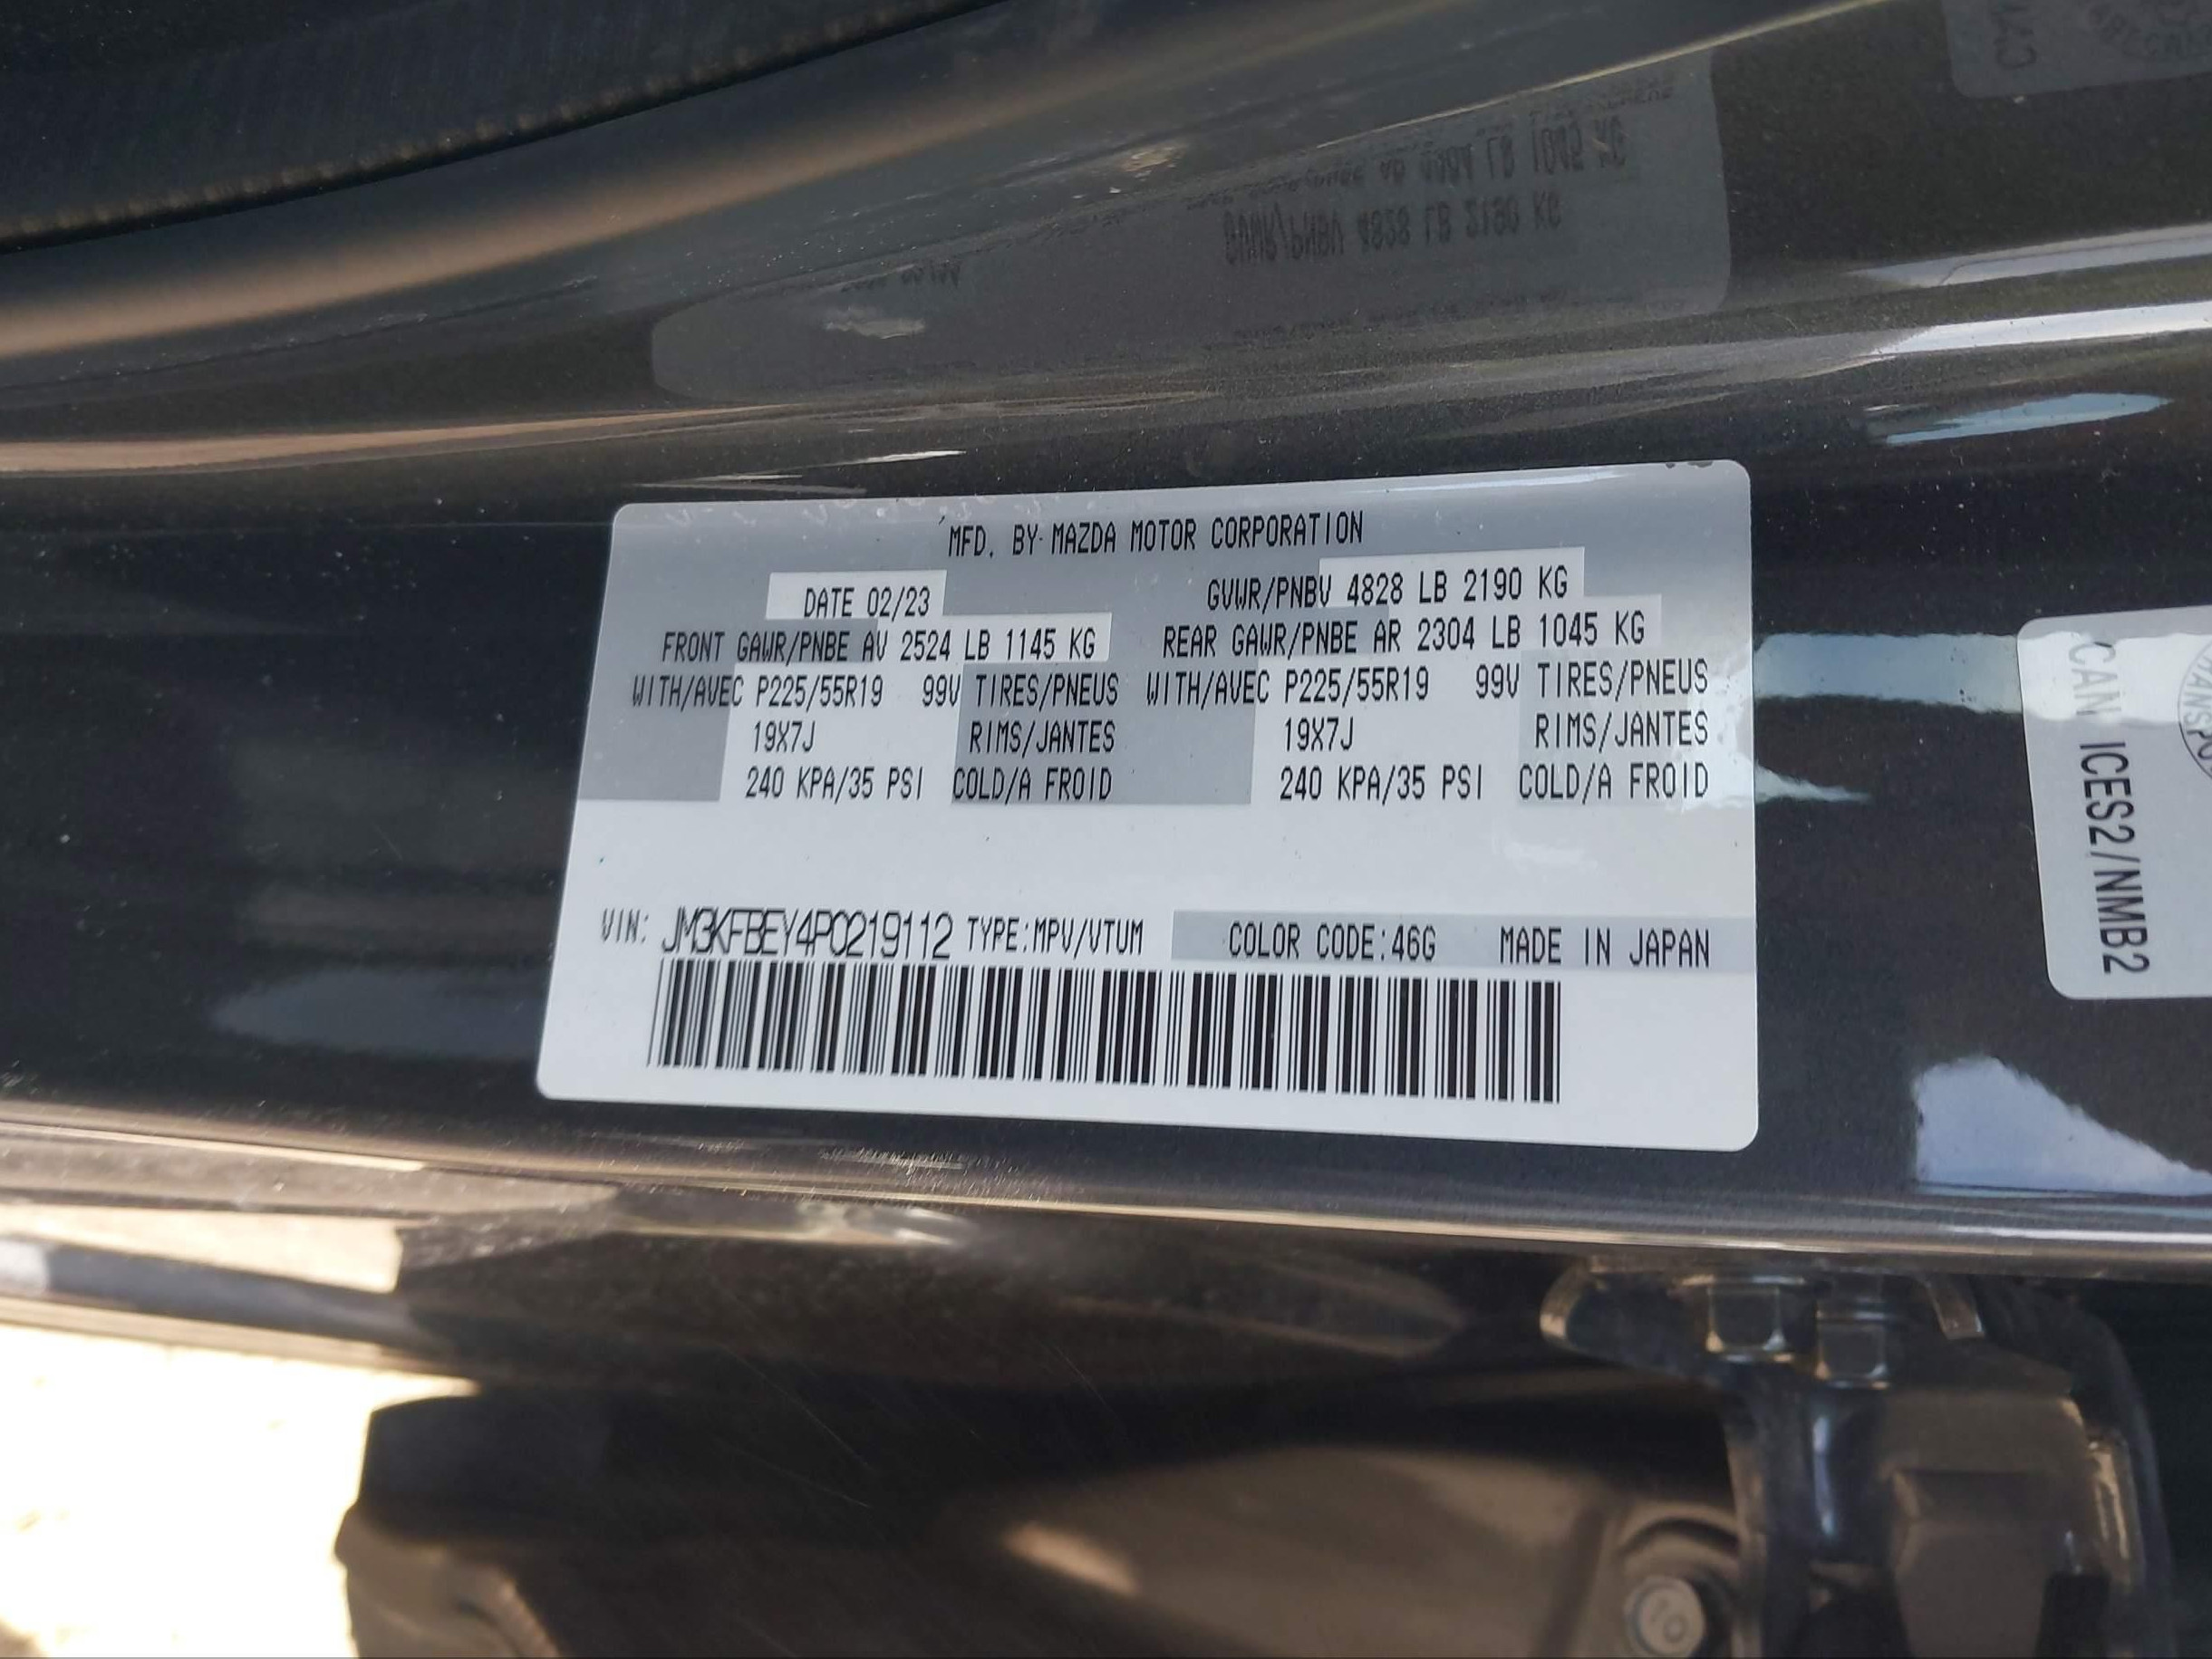 MFD. BY MAZDA MOTOR CORPORATION
DATE 02/23 GVWR/PNBV 4828 LB 2190 KG
FRONT GAWR/PNBE AV 2524 LB 1145 KG REAR GAWR/PNBE AR 2304 LB 1045 KG
WITH/AVEC P225/55R19 99V TIRES/PNEUS WITH/AVEC P225/55R19 99V TIRES/PNEUS
19X7J RIMS/JANTES 19X7J RIMS/JANTES
240 KPA/35 PSI COLD/A FROID 240 KPA/35 PSI COLD/A FROID
VIN: JM3KFBEY4P0219112 TYPE:MPV/VTUM COLOR CODE:46G MADE IN JAPAN
CAN ICES2/NMB2
10